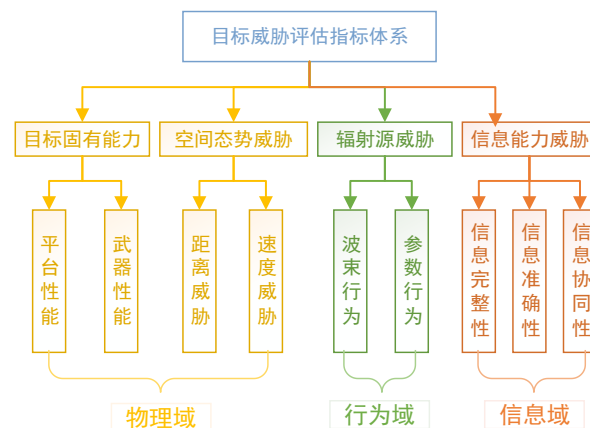 目标威胁评估指标体系
目标固有能力
空间态势威胁
辐射源威胁
信息能力威胁
平台性能
武器性能
距离威胁
速度威胁
波束行为
参数行为
信息完整性
信息准确性
信息协同性
物理域
行为域
信息域